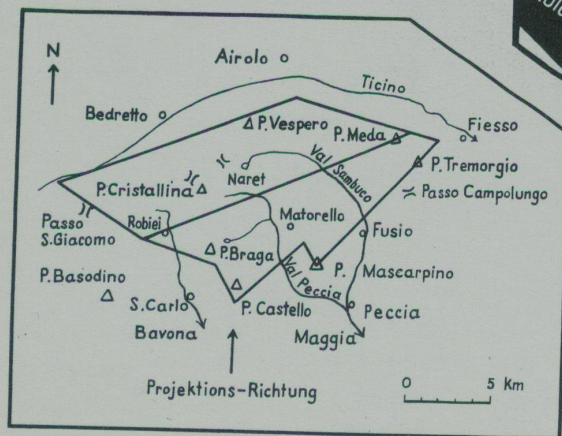 N
Airolo
Ticino
Bedretto
Fiesso
P. Vespero
P. Meda
P. Tremorgio
Val Sambuco
P. Cristallina
Naret
Passo Campolungo
Passo
S. Giacomo
Robiei
Matorello
Fusio
P. Braga
P. Basodino
Val Peccia
P.
Mascarpino
S. Carlo
P. Castello
Peccia
Bavona
Maggia
Projektions-Richtung
0 5 Km